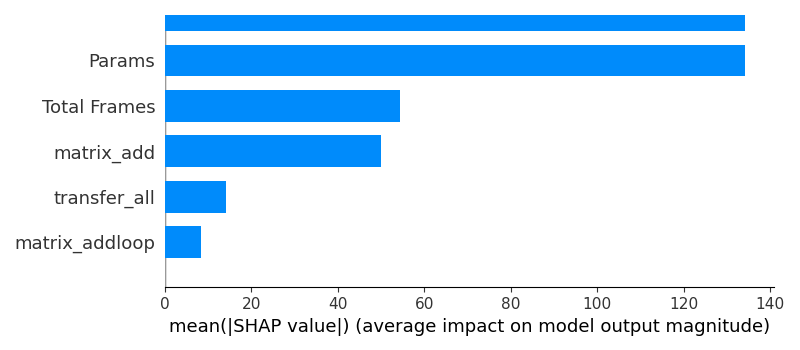 Params
Total Frames
matrix_add
transfer_all
matrix_addloop
0 20 40 60 80 100 120 140
mean(|SHAP value|) (average impact on model output magnitude)